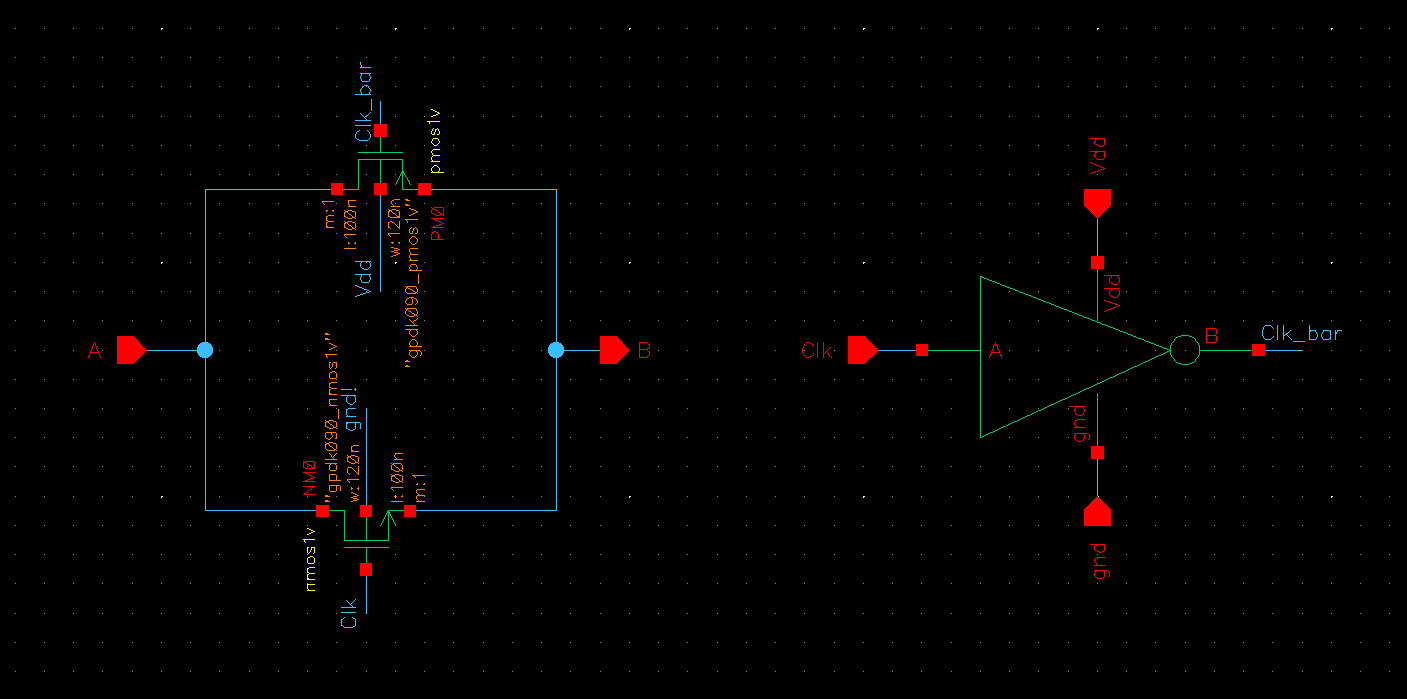 Clk_bar
pmos1v
m:1
l:100n
w:120n
"gpdk090_pmos1v"
PM0
Vdd
A
B
NM0
"gpdk090_nmos1v"
w:120n
gnd!
l:100n
m:1
nmos1v
Clk
Vdd
Vdd
Clk
A
B
Clk_bar
gnd
gnd